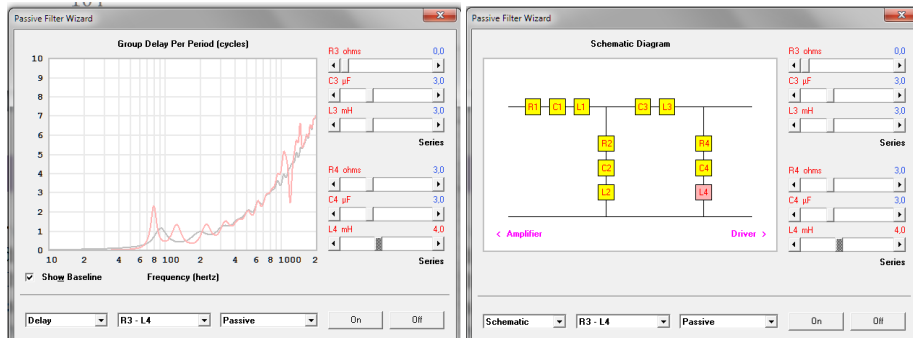 Passive Filter Wizard
Group Delay Per Period (cycles)
10
9
8
7
6
5
4
3
2
1
0
10 2 4 6 8 100 2 4 6 8 1000 2
Show Baseline Frequency (hertz)
R3 ohms 0,0
C3 µF 3,0
L3 mH 3,0
Series
R4 ohms 3,0
C4 µF 3,0
L4 mH 4,0
Series
Delay R3 - L4 Passive On Off
Passive Filter Wizard
Schematic Diagram
R1 C1 L1 C3 L3
R2 R4
C2 C4
L2 L4
< Amplifier Driver >
R3 ohms 0,0
C3 µF 3,0
L3 mH 3,0
Series
R4 ohms 3,0
C4 µF 3,0
L4 mH 4,0
Series
Schematic R3 - L4 Passive On Off